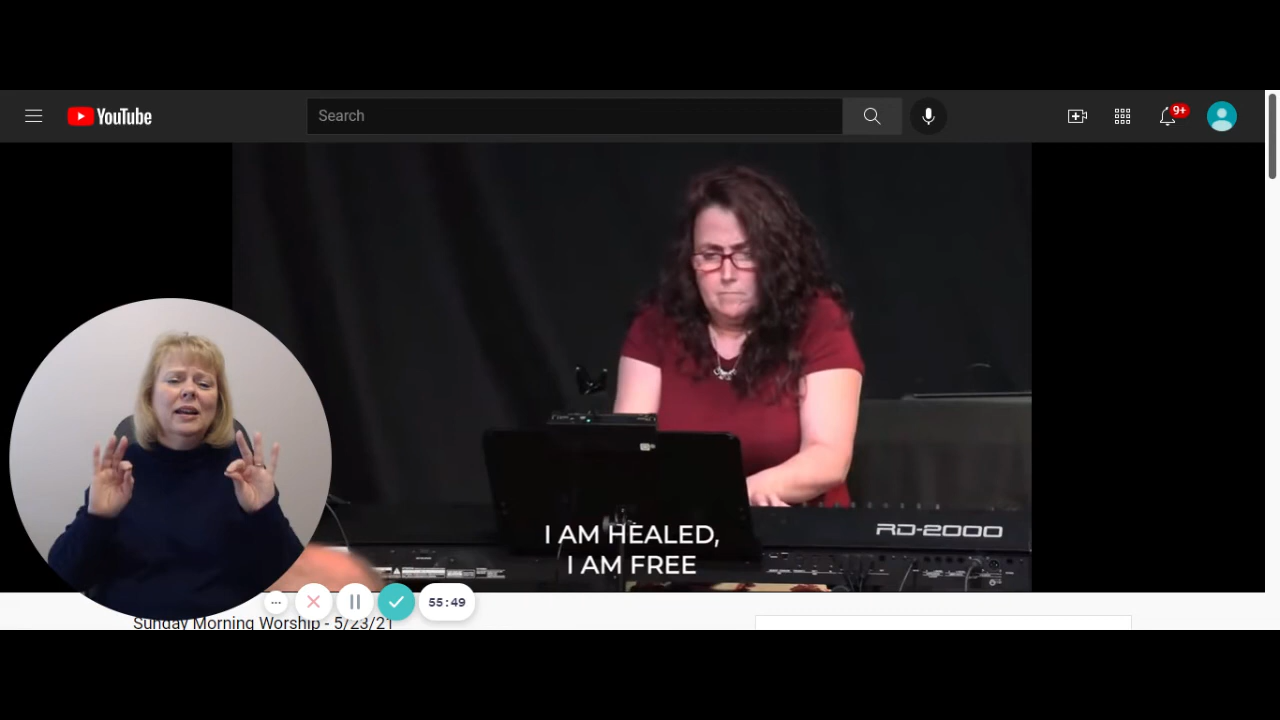 YouTube
Search
9+
RD-2000
I AM HEALED,
I AM FREE
55:49
Sunday Morning Worship - 5/23/21